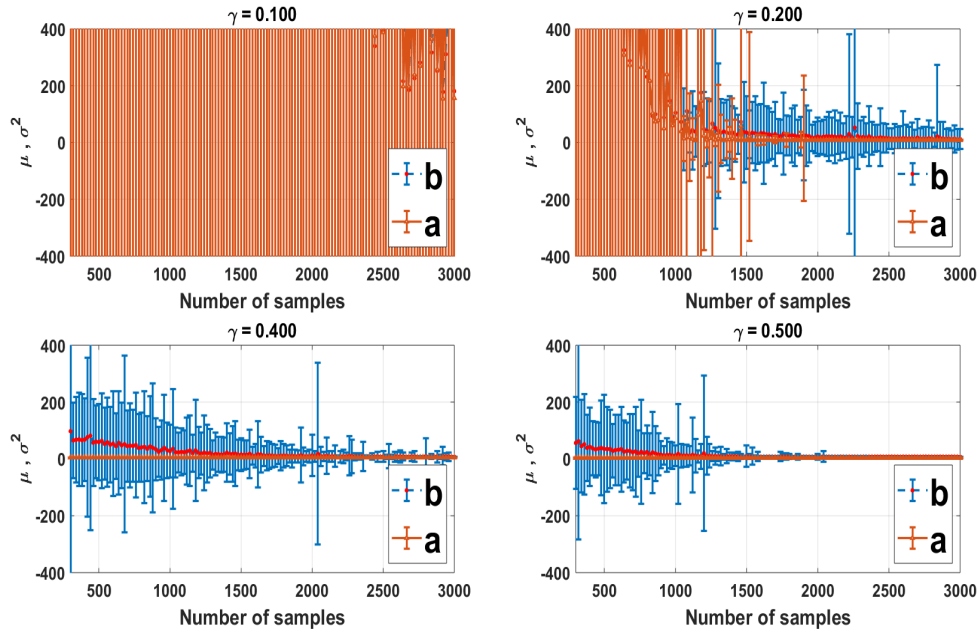 γ = 0.100
400
200
0
-200
-400
μ , σ²
b
a
500 1000 1500 2000 2500 3000
Number of samples
γ = 0.200
400
200
0
-200
-400
μ , σ²
b
a
500 1000 1500 2000 2500 3000
Number of samples
γ = 0.400
400
200
0
-200
-400
μ , σ²
b
a
500 1000 1500 2000 2500 3000
Number of samples
γ = 0.500
400
200
0
-200
-400
μ , σ²
b
a
500 1000 1500 2000 2500 3000
Number of samples